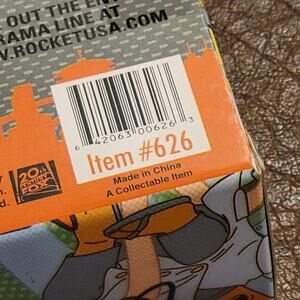 OUT THE EN
RAMA LINE AT
W.ROCKETUSA.COM
6 42063 00626 3
Item #626
Made in China
A Collectable Item
20TH
CENTURY
FOX
d.